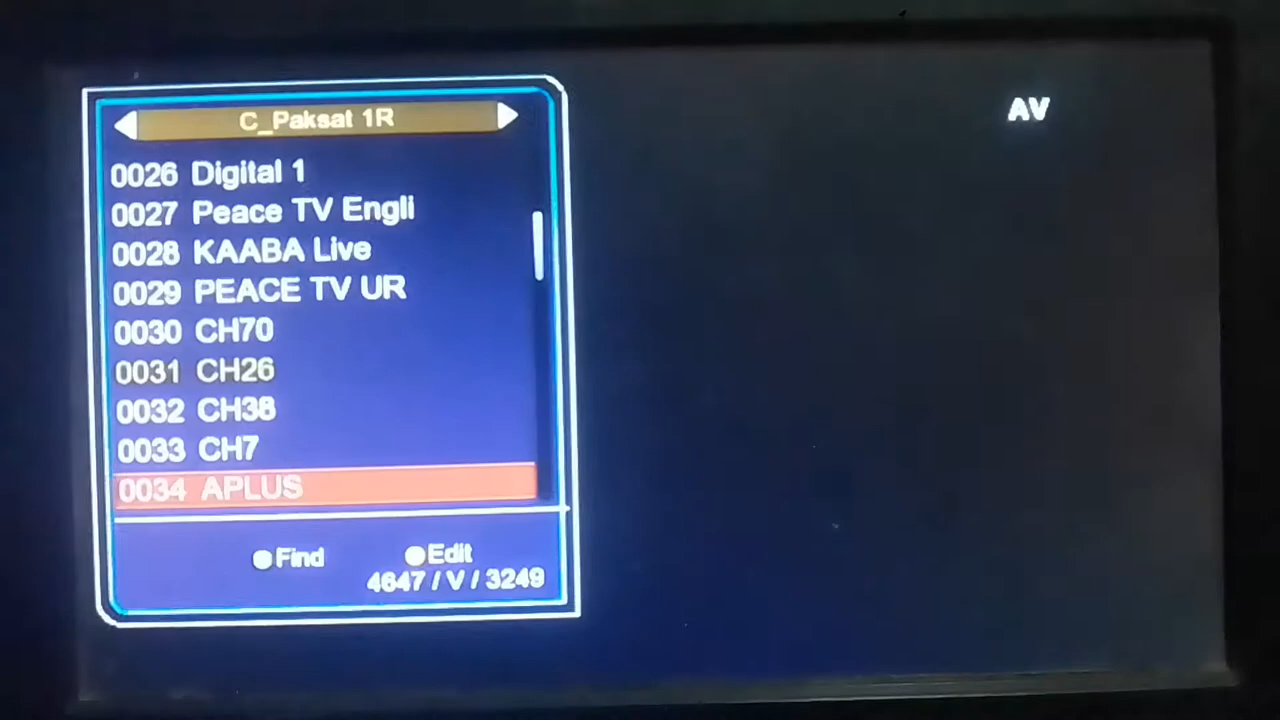 C_Paksat 1R
AV
0026 Digital 1
0027 Peace TV Engli
0028 KAABA Live
0029 PEACE TV UR
0030 CH70
0031 CH26
0032 CH38
0033 CH7
0034 APLUS
Find Edit
4647 / V / 3249